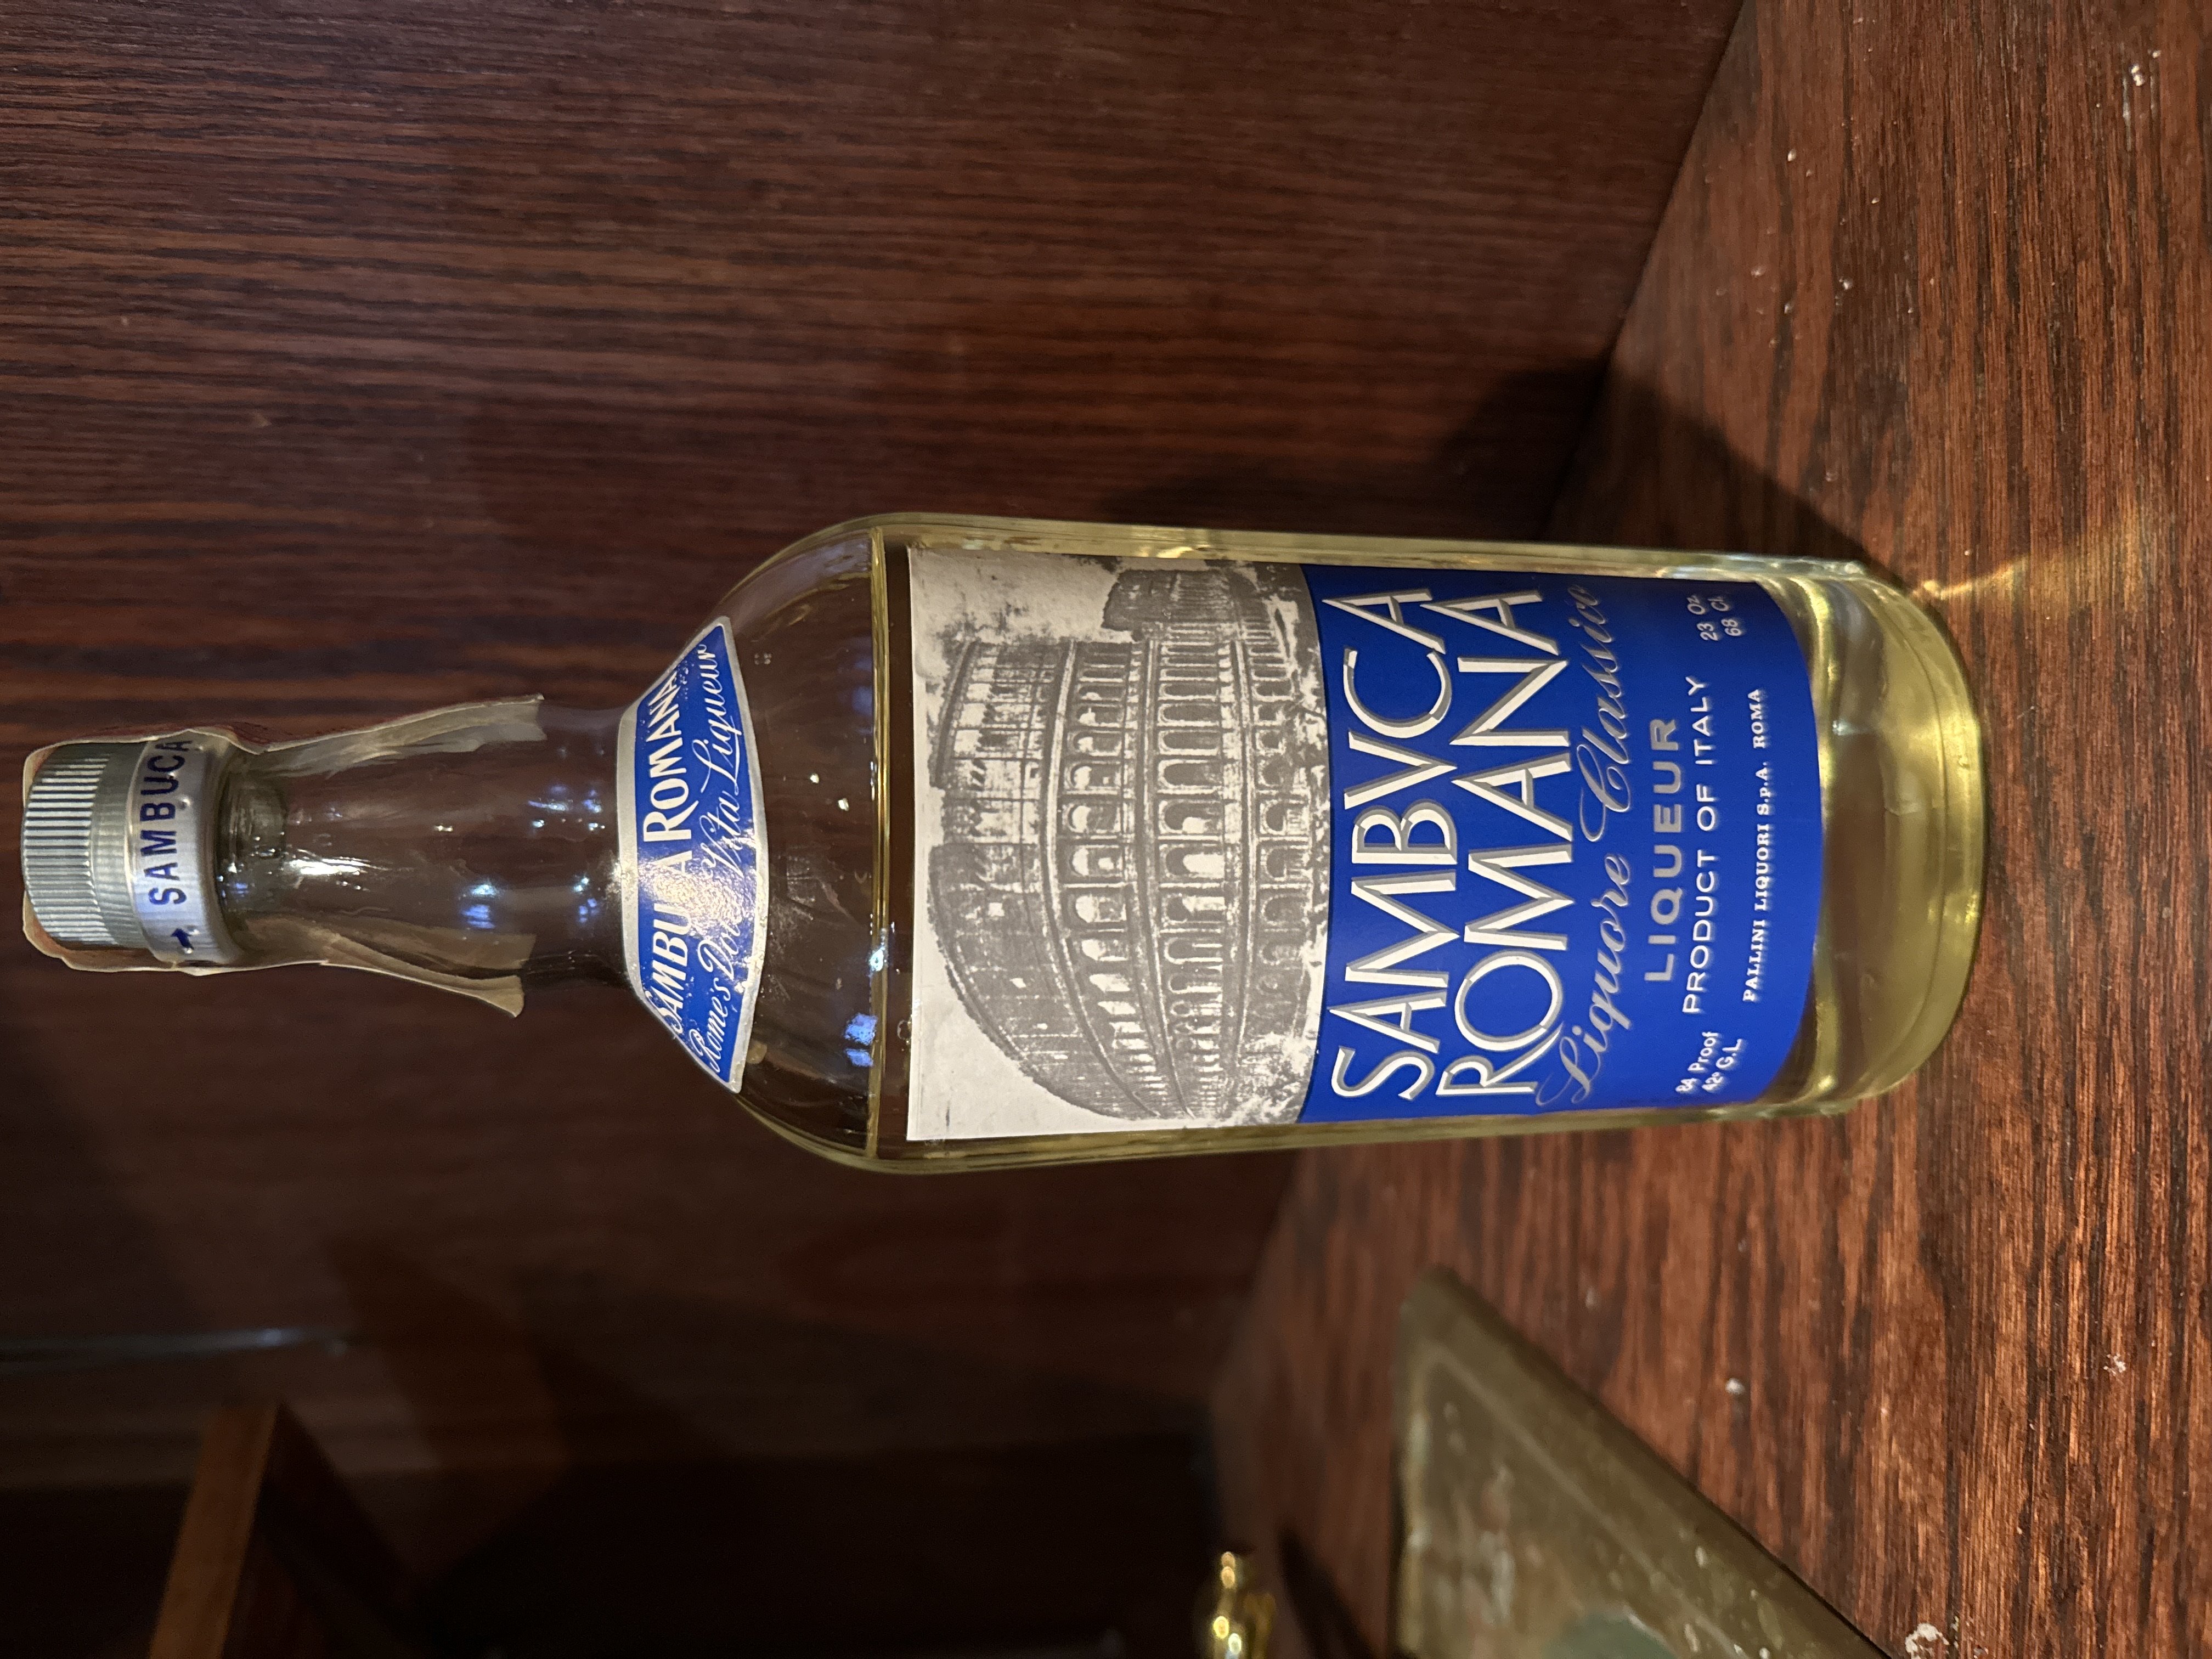 SAMBUCA
SAMBU A ROMANA
Rome's Dolce Vita Liqueur
SAMBVCA
ROMANA
Liquore Classico
LIQUEUR
84 Proof PRODUCT OF ITALY 23 Oz.
42° G.L. 68 Cl.
PALLINI LIQUORI S.p.A. ROMA